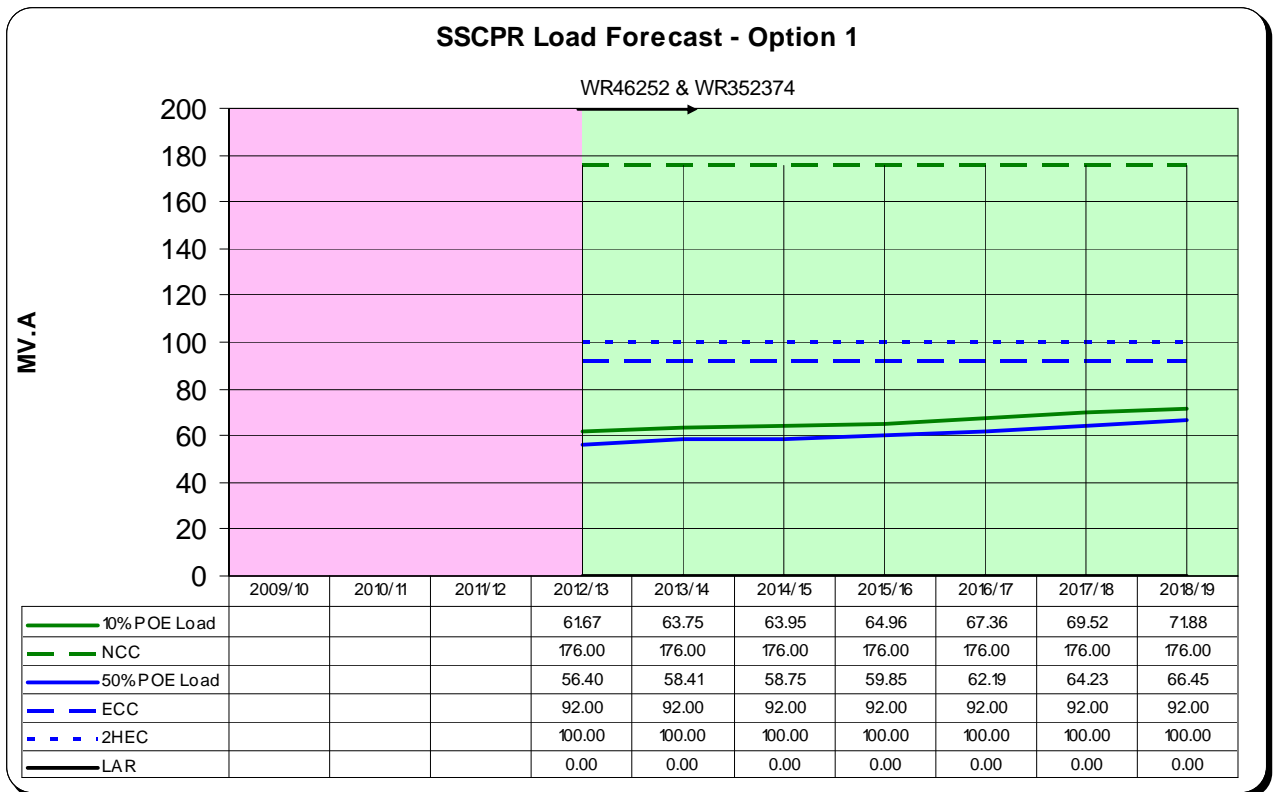 SSCPR Load Forecast - Option 1
WR46252 & WR352374
200
180
160
140
120
100
80
60
40
20
0
MV.A
2009/10 2010/11 2011/12 2012/13 2013/14 2014/15 2015/16 2016/17 2017/18 2018/19
10% POE Load 61.67 63.75 63.95 64.96 67.36 69.52 71.88
NCC 176.00 176.00 176.00 176.00 176.00 176.00 176.00
50% POE Load 56.40 58.41 58.75 59.85 62.19 64.23 66.45
ECC 92.00 92.00 92.00 92.00 92.00 92.00 92.00
2HEC 100.00 100.00 100.00 100.00 100.00 100.00 100.00
LAR 0.00 0.00 0.00 0.00 0.00 0.00 0.00